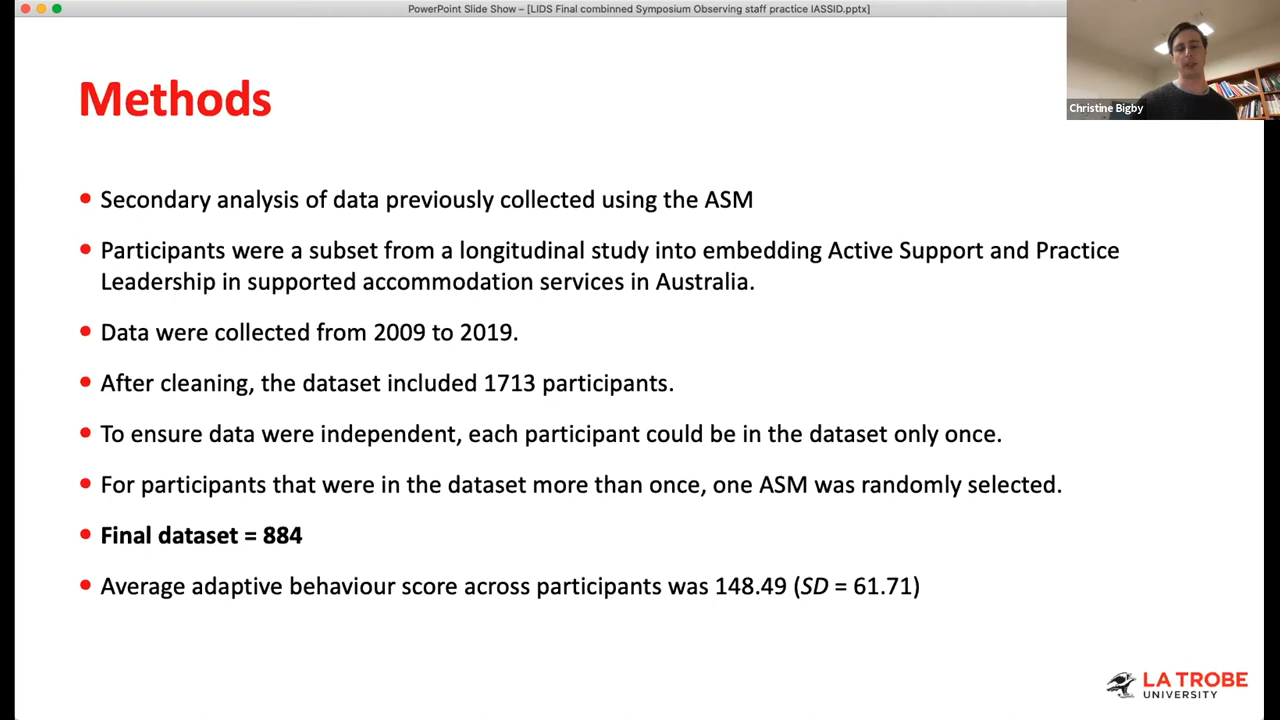 PowerPoint Slide Show – [LIDS Final combinned Symposium Observing staff practice IASSID.pptx]
Christine Bigby
Methods
Secondary analysis of data previously collected using the ASM
Participants were a subset from a longitudinal study into embedding Active Support and Practice
Leadership in supported accommodation services in Australia.
Data were collected from 2009 to 2019.
After cleaning, the dataset included 1713 participants.
To ensure data were independent, each participant could be in the dataset only once.
For participants that were in the dataset more than once, one ASM was randomly selected.
Final dataset = 884
Average adaptive behaviour score across participants was 148.49 (SD = 61.71)
LA TROBE
UNIVERSITY